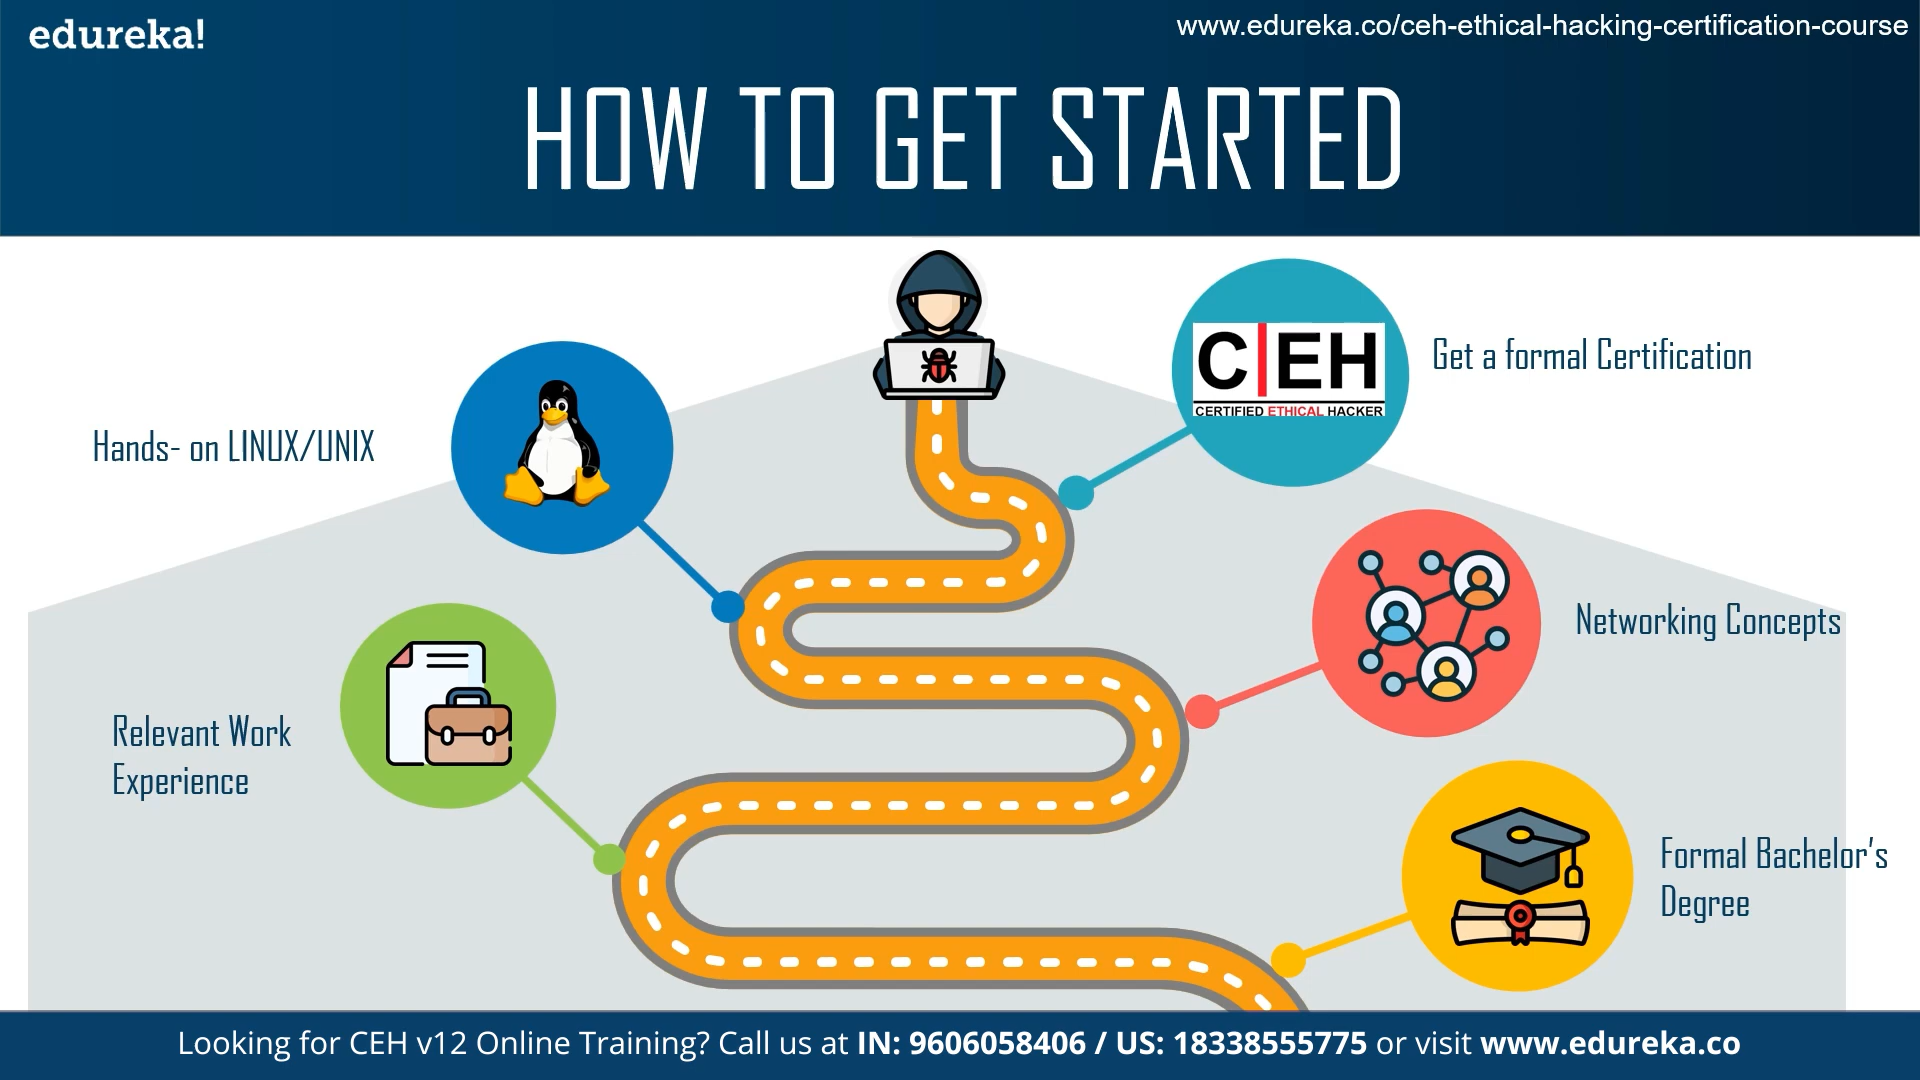 edureka!
www.edureka.co/ceh-ethical-hacking-certification-course
HOW TO GET STARTED
C|EH
CERTIFIED ETHICAL HACKER
Get a formal Certification
Hands- on LINUX/UNIX
Networking Concepts
Relevant Work
Experience
Formal Bachelor's
Degree
Looking for CEH v12 Online Training? Call us at IN: 9606058406 / US: 18338555775 or visit www.edureka.co